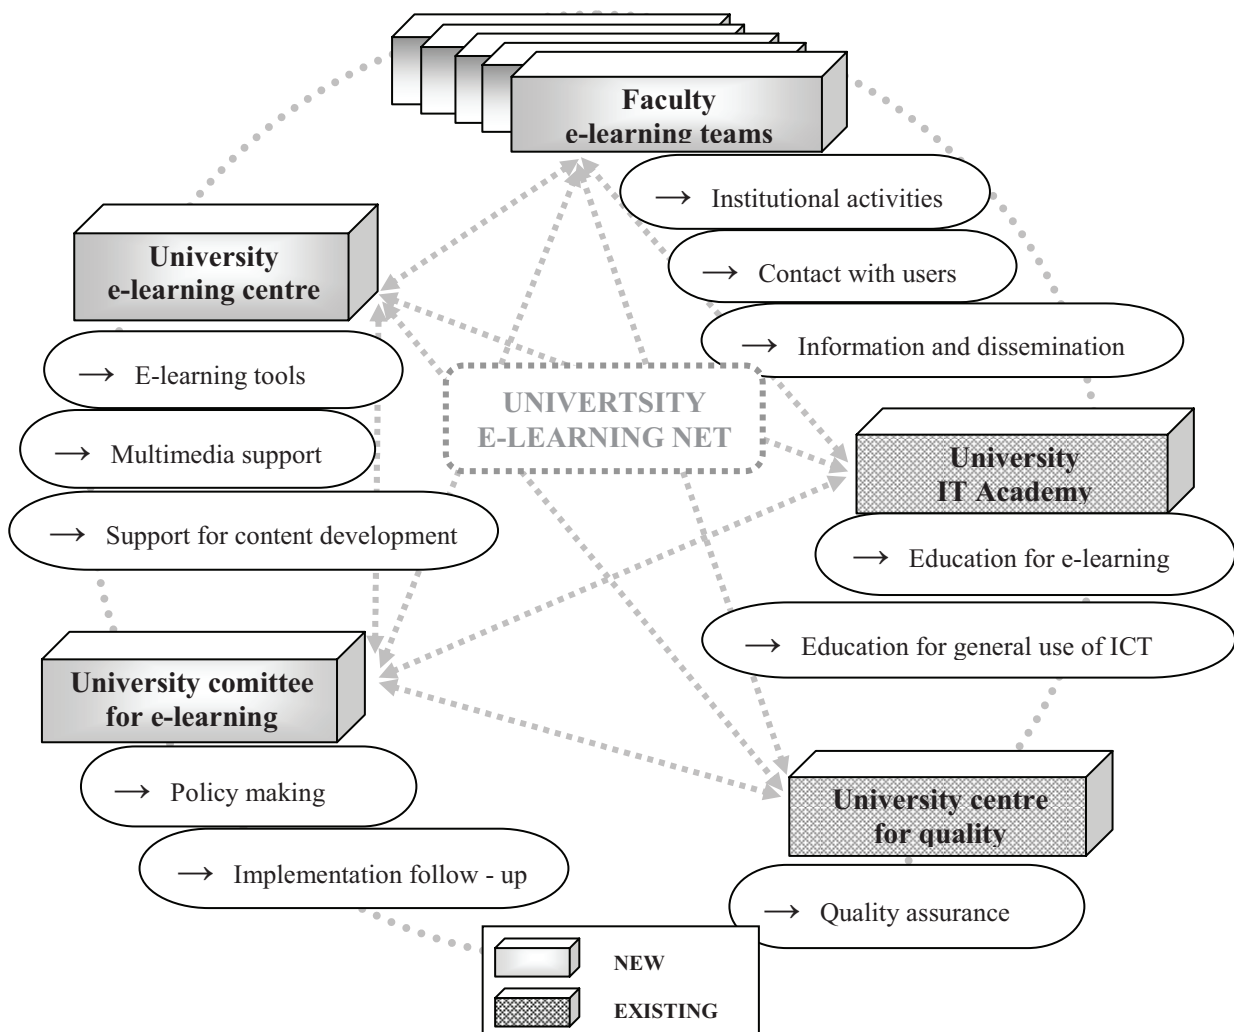 Faculty
e-learning teams
→ Institutional activities
→ Contact with users
→ Information and dissemination
University
e-learning centre
→ E-learning tools
→ Multimedia support
→ Support for content development
UNIVERTSITY
E-LEARNING NET
University
IT Academy
→ Education for e-learning
→ Education for general use of ICT
University comittee
for e-learning
→ Policy making
→ Implementation follow - up
University centre
for quality
→ Quality assurance
NEW
EXISTING